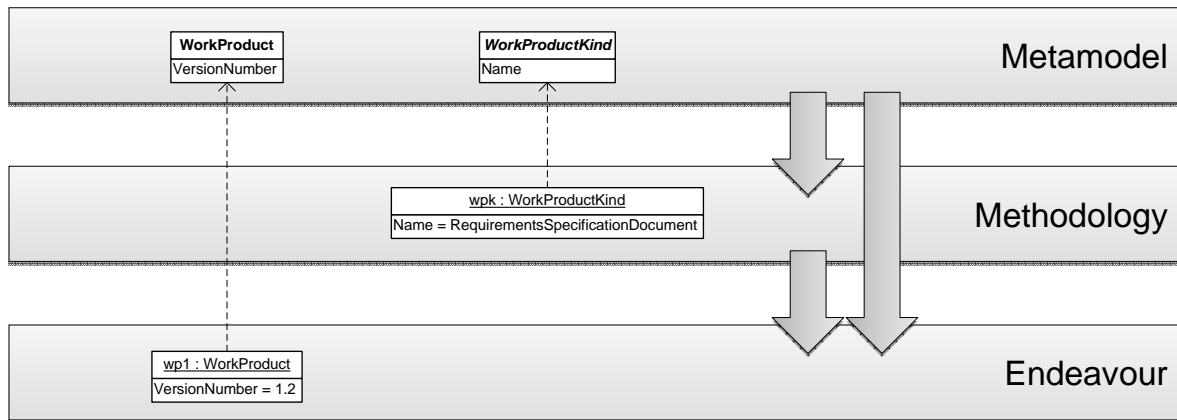 WorkProduct
VersionNumber
WorkProductKind
Name
Metamodel
wpk : WorkProductKind
Name = RequirementsSpecificationDocument
Methodology
wp1 : WorkProduct
VersionNumber = 1.2
Endeavour